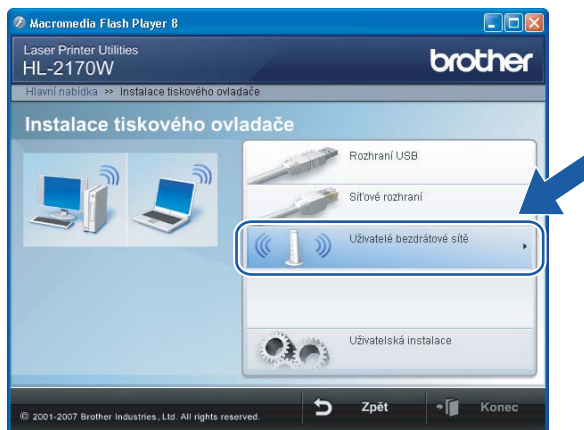 Macromedia Flash Player 8
Laser Printer Utilities
HL-2170W
brother
Hlavní nabídka >> Instalace tiskového ovladače
Instalace tiskového ovladače
Rozhraní USB
Síťové rozhraní
Uživatelé bezdrátové sítě
Uživatelská instalace
© 2001-2007 Brother Industries, Ltd. All rights reserved.
Zpět
Konec